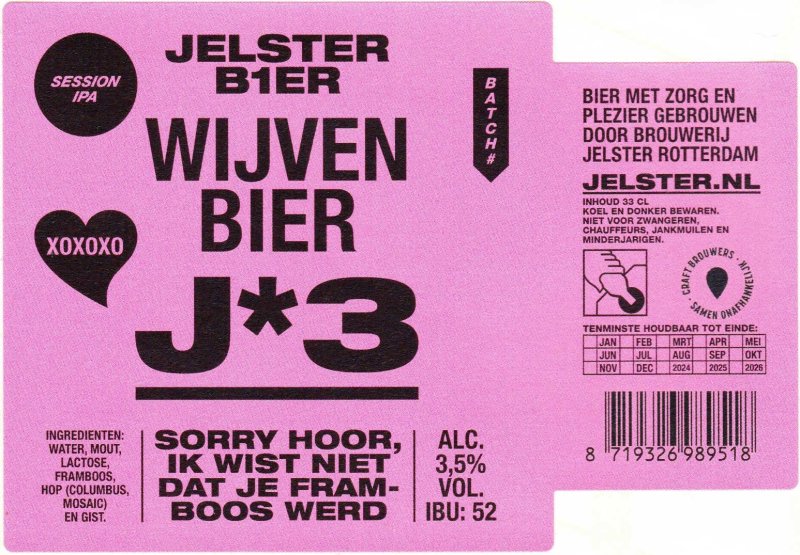 SESSION
IPA
JELSTER
B1ER
WIJVEN
BIER
XOXOXO
J*3
BATCH#
INGREDIENTEN:
WATER, MOUT,
LACTOSE,
FRAMBOOS,
HOP (COLUMBUS,
MOSAIC)
EN GIST.
SORRY HOOR,
IK WIST NIET
DAT JE FRAM-
BOOS WERD
ALC.
3,5%
VOL.
IBU: 52
BIER MET ZORG EN
PLEZIER GEBROUWEN
DOOR BROUWERIJ
JELSTER ROTTERDAM
JELSTER.NL
INHOUD 33 CL
KOEL EN DONKER BEWAREN.
NIET VOOR ZWANGEREN,
CHAUFFEURS, JANKMUILEN EN
MINDERJARIGEN.
CRAFT BROUWERS •
SAMEN ONAFHANKELIJK •
TENMINSTE HOUDBAAR TOT EINDE:
JAN FEB MRT APR MEI
JUN JUL AUG SEP OKT
NOV DEC 2024 2025 2026
8 719326 989518